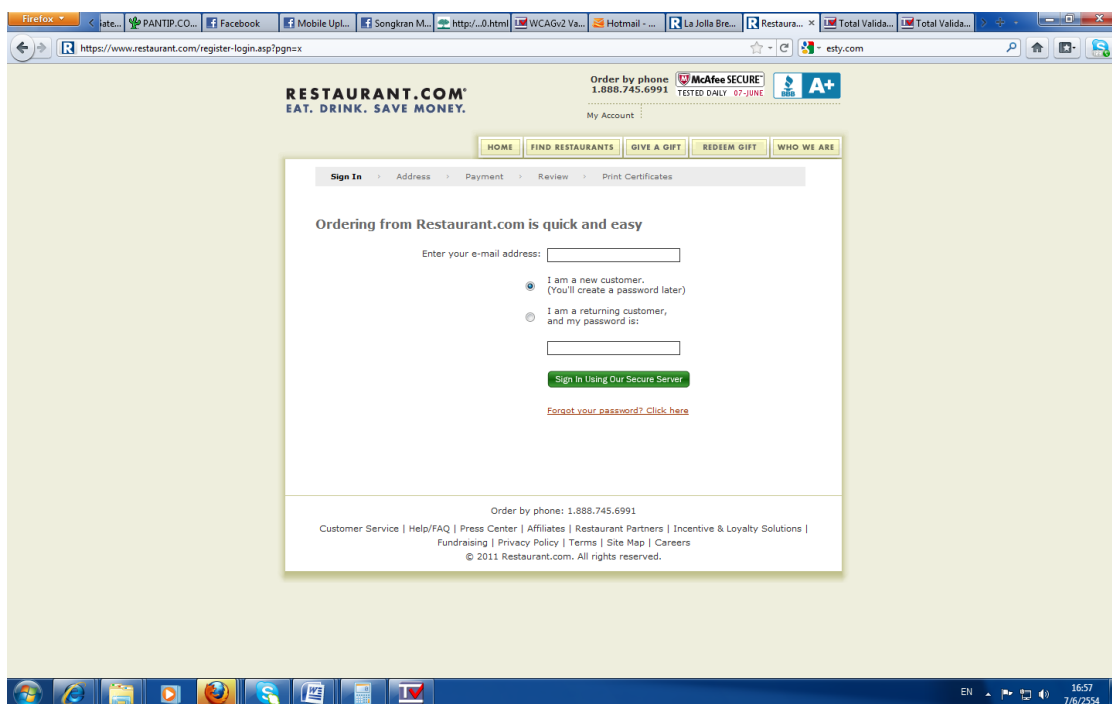 Firefox
iate...
PANTIP.CO...
Facebook
Mobile Upl...
Songkran M...
http:/...0.html
WCAGv2 Va...
Hotmail - ...
La Jolla Bre...
Restaura...
Total Valida...
Total Valida...
https://www.restaurant.com/register-login.asp?pgn=x
esty.com
RESTAURANT.COM®
EAT. DRINK. SAVE MONEY.
Order by phone
1.888.745.6991
McAfee SECURE
TESTED DAILY 07-JUNE
BBB
A+
My Account
HOME
FIND RESTAURANTS
GIVE A GIFT
REDEEM GIFT
WHO WE ARE
Sign In > Address > Payment > Review > Print Certificates
Ordering from Restaurant.com is quick and easy
Enter your e-mail address:
I am a new customer.
(You'll create a password later)
I am a returning customer,
and my password is:
Sign In Using Our Secure Server
Forgot your password? Click here
Order by phone: 1.888.745.6991
Customer Service | Help/FAQ | Press Center | Affiliates | Restaurant Partners | Incentive & Loyalty Solutions |
Fundraising | Privacy Policy | Terms | Site Map | Careers
© 2011 Restaurant.com. All rights reserved.
EN
16:57
7/6/2554